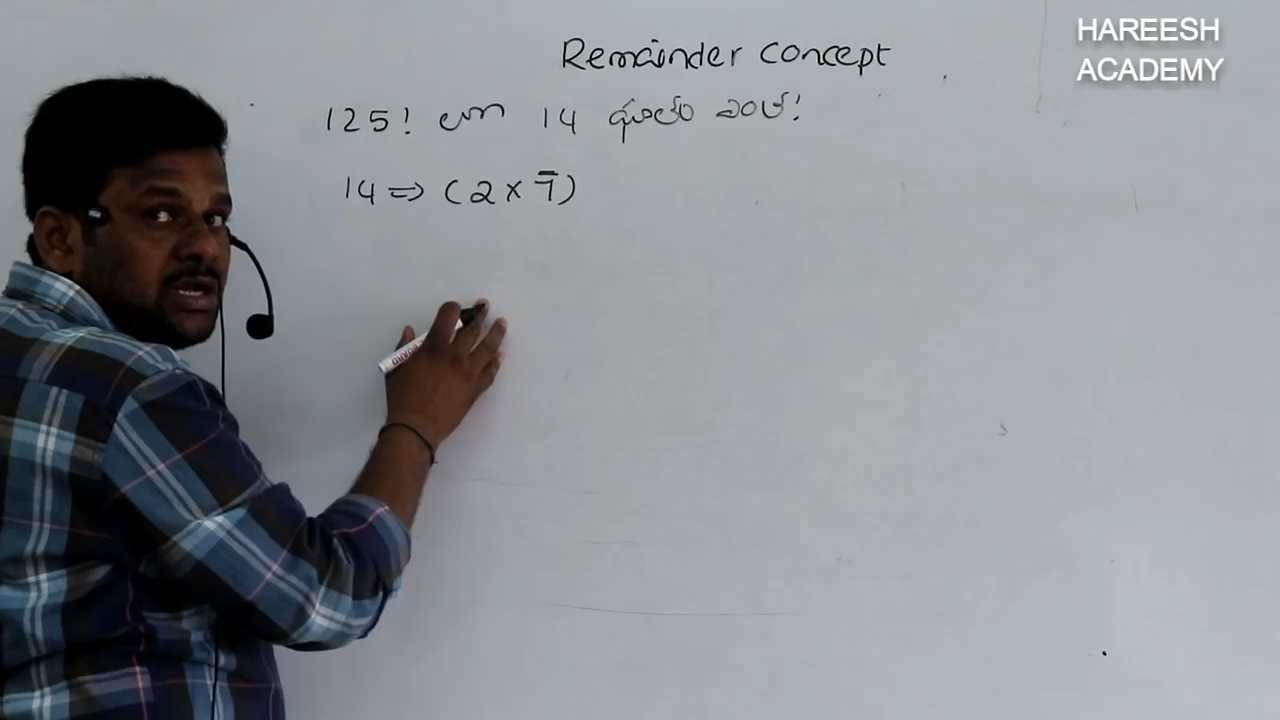 HAREESH
ACADEMY
Remainder concept
125! లో 14
14 ⇒ (2 × 7)